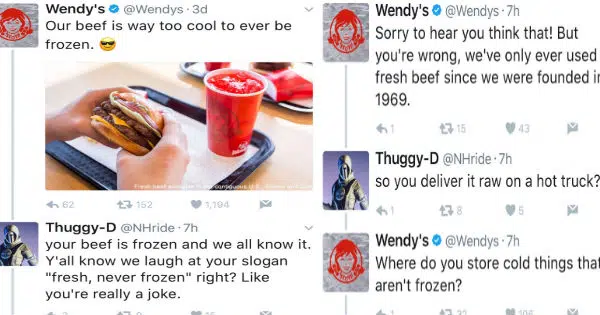 Wendy's @Wendys · 3d
Our beef is way too cool to ever be
frozen. 😎
62 152 1,194
Thuggy-D @NHride · 7h
your beef is frozen and we all know it.
Y'all know we laugh at your slogan
"fresh, never frozen" right? Like
you're really a joke.
Wendy's @Wendys · 7h
Sorry to hear you think that! But
you're wrong, we've only ever used
fresh beef since we were founded in
1969.
1 15 43
Thuggy-D @NHride · 7h
so you deliver it raw on a hot truck?
1 8 5
Wendy's @Wendys · 7h
Where do you store cold things that
aren't frozen?